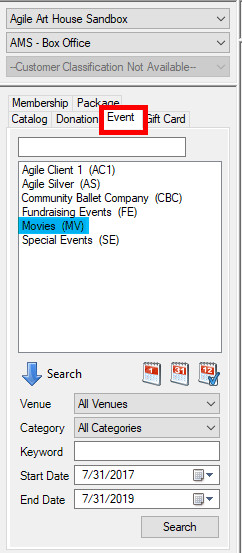 Agile Art House Sandbox
AMS - Box Office
--Customer Classification Not Available--
Membership Package
Catalog Donation Event Gift Card
Agile Client 1 (AC1)
Agile Silver (AS)
Community Ballet Company (CBC)
Fundraising Events (FE)
Movies (MV)
Special Events (SE)
Search 1 31 12
Venue All Venues
Category All Categories
Keyword
Start Date 7/31/2017
End Date 7/31/2019
Search